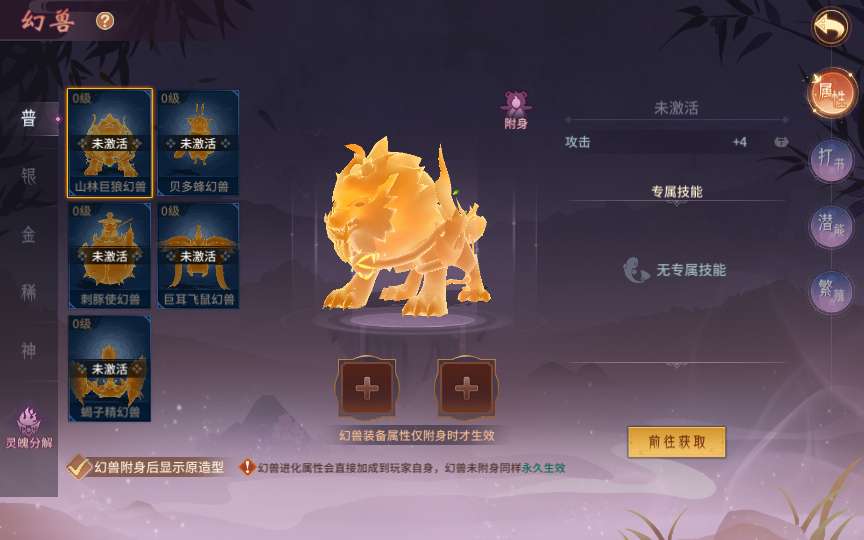 幻兽
?
普
银
金
稀
神
灵魄分解
0级
未激活
山林巨狼幻兽
0级
未激活
贝多蜂幻兽
0级
未激活
刺豚使幻兽
0级
未激活
巨耳飞鼠幻兽
0级
未激活
蝎子精幻兽
附身
幻兽装备属性仅附身时才生效
幻兽附身后显示原造型
幻兽进化属性会直接加成到玩家自身，幻兽未附身同样永久生效
未激活
攻击 +4
专属技能
无专属技能
前往获取
属性
打书
潜能
繁殖